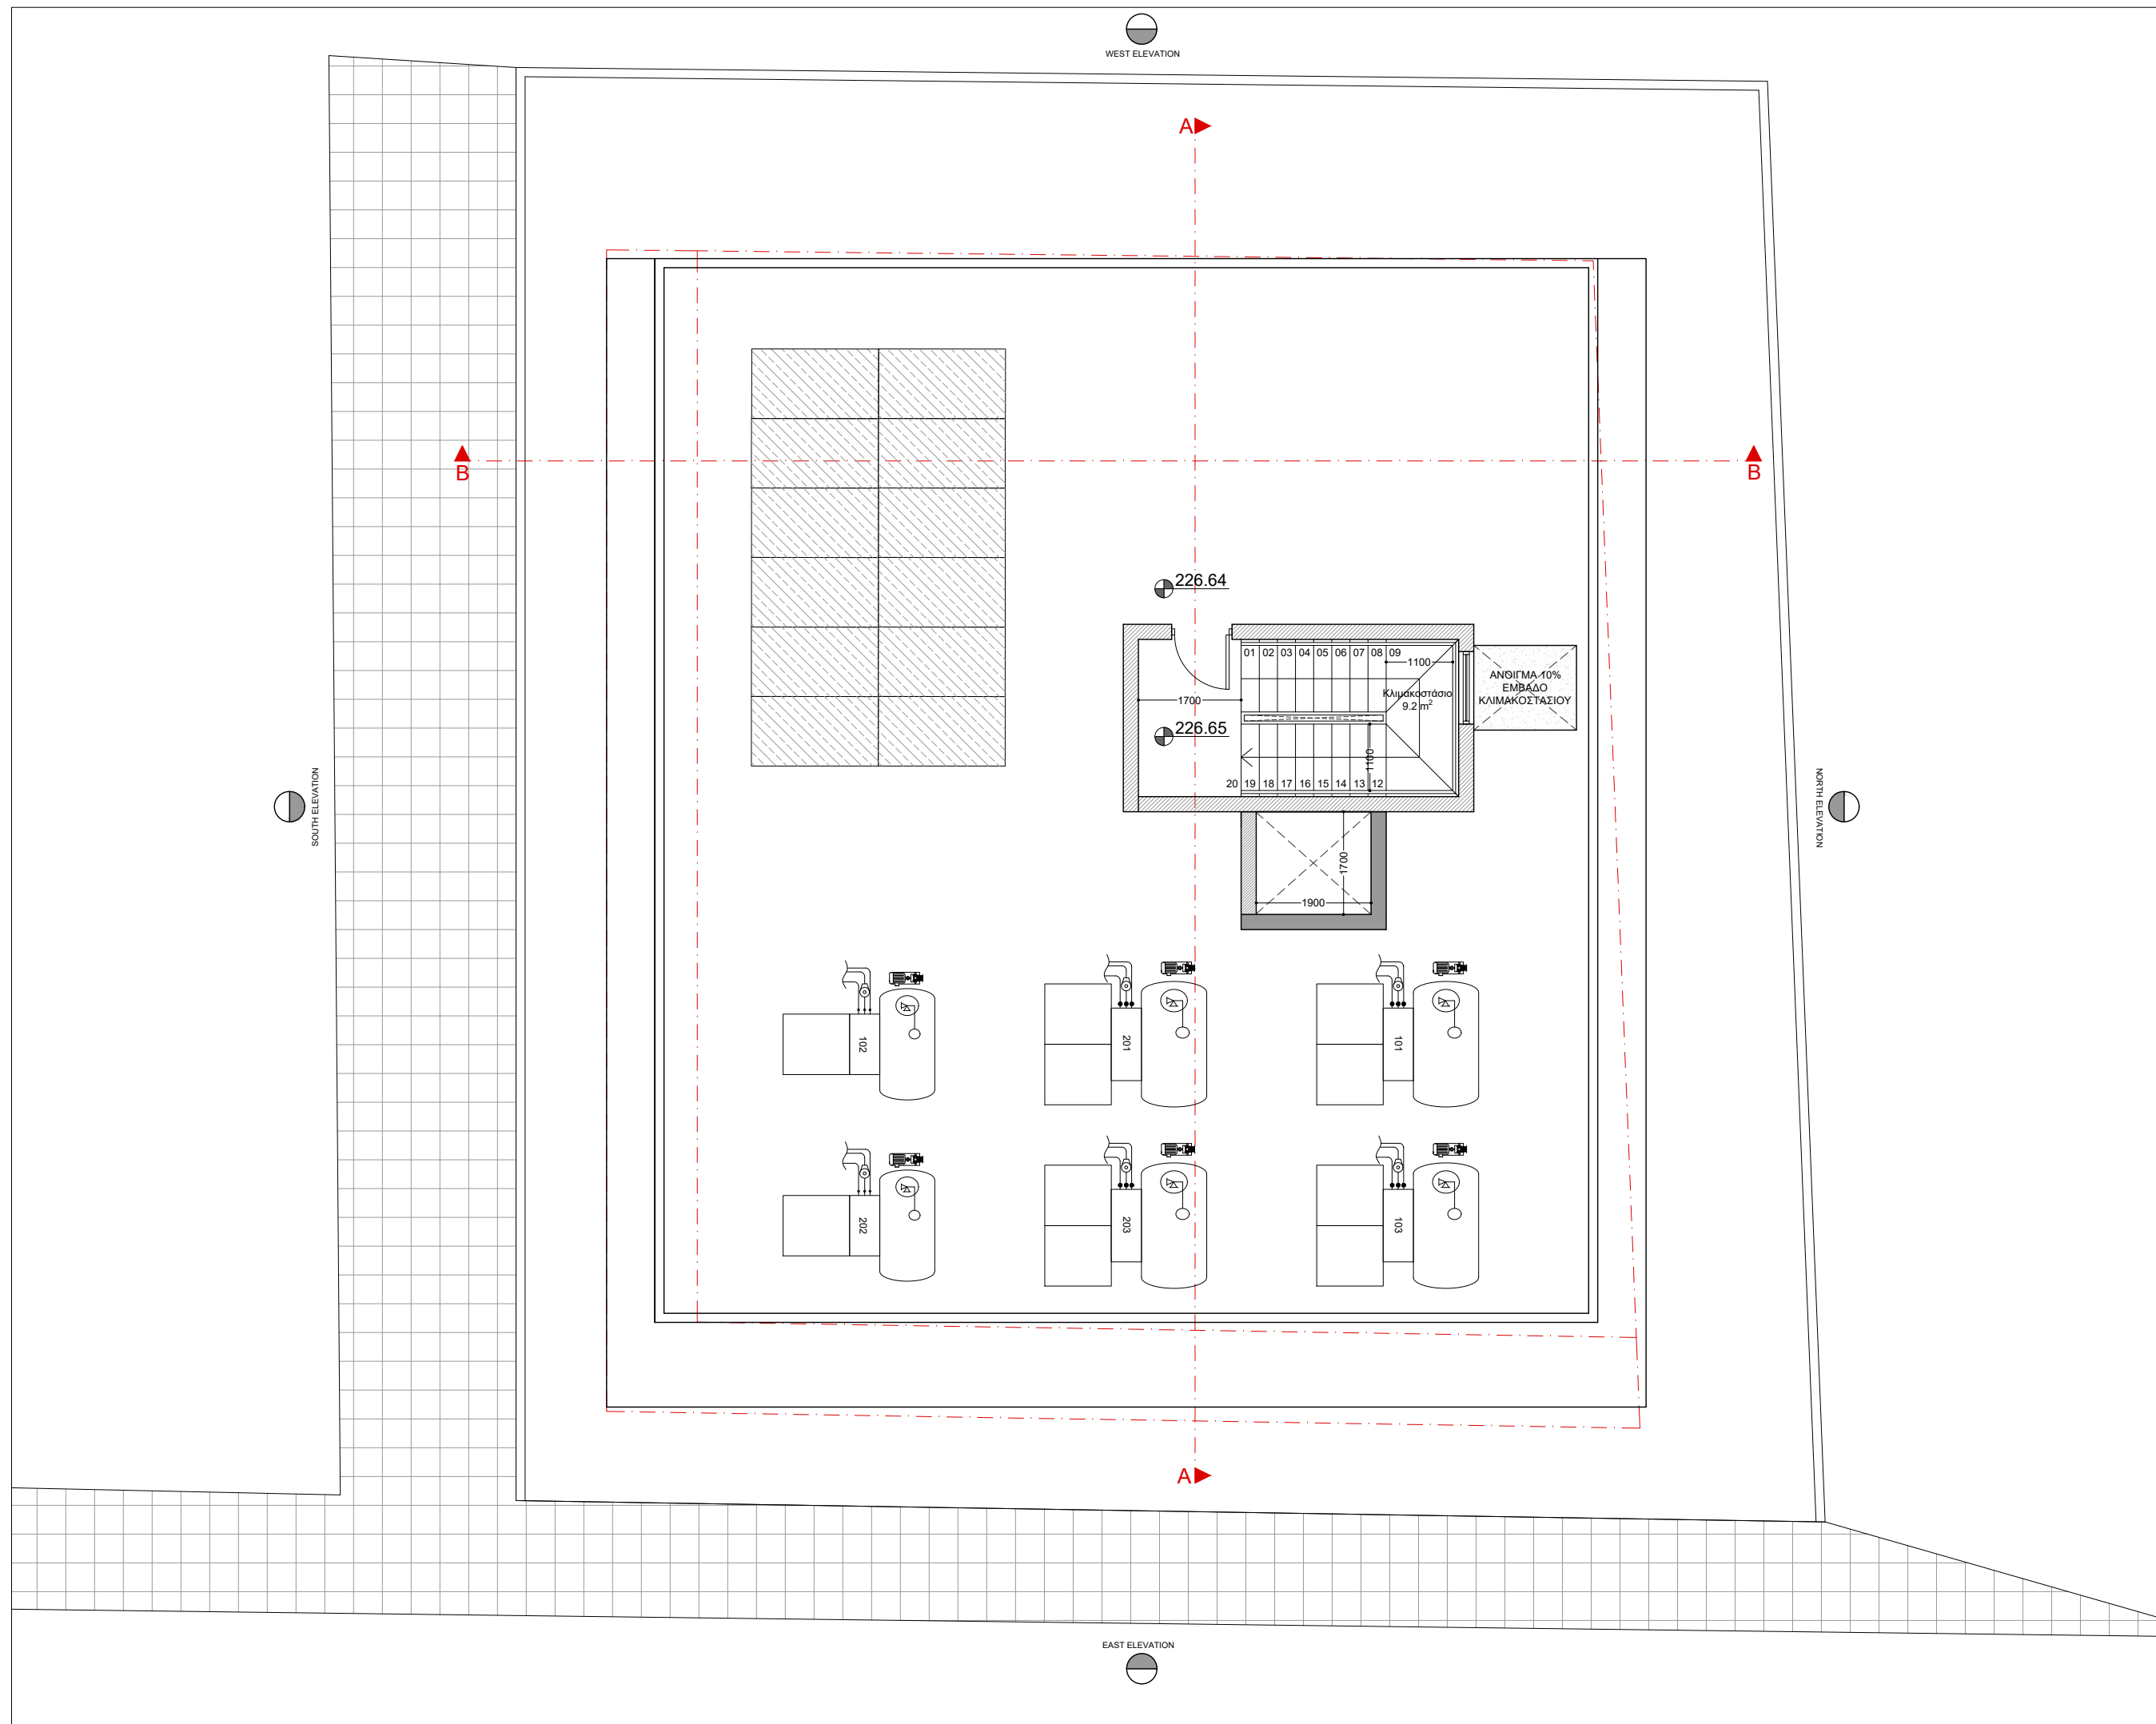 WEST ELEVATION
A
B
B
226.64
01 02 03 04 05 06 07 08 09
1100
ΑΝΟΙΓΜΑ 10%
ΕΜΒΑΔΟ
ΚΛΙΜΑΚΟΣΤΑΣΙΟΥ
Κλιμακοστάσιο
9.2 m²
1700
226.65
1100
20 19 18 17 16 15 14 13 12
SOUTH ELEVATION
NORTH ELEVATION
1700
1900
102
201
101
202
203
103
A
EAST ELEVATION